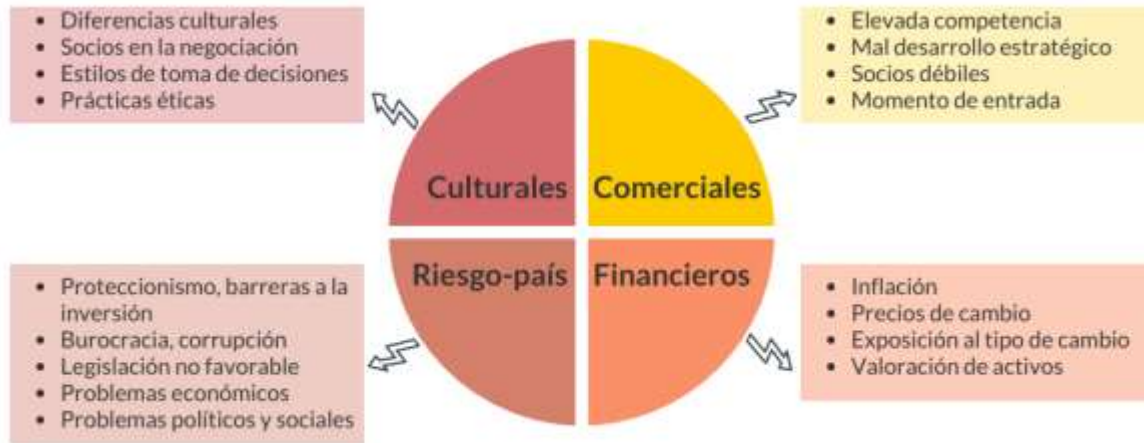 • Diferencias culturales
• Socios en la negociación
• Estilos de toma de decisiones
• Prácticas éticas
• Elevada competencia
• Mal desarrollo estratégico
• Socios débiles
• Momento de entrada
Culturales
Comerciales
Riesgo-país
Financieros
• Proteccionismo, barreras a la
inversión
• Burocracia, corrupción
• Legislación no favorable
• Problemas económicos
• Problemas políticos y sociales
• Inflación
• Precios de cambio
• Exposición al tipo de cambio
• Valoración de activos